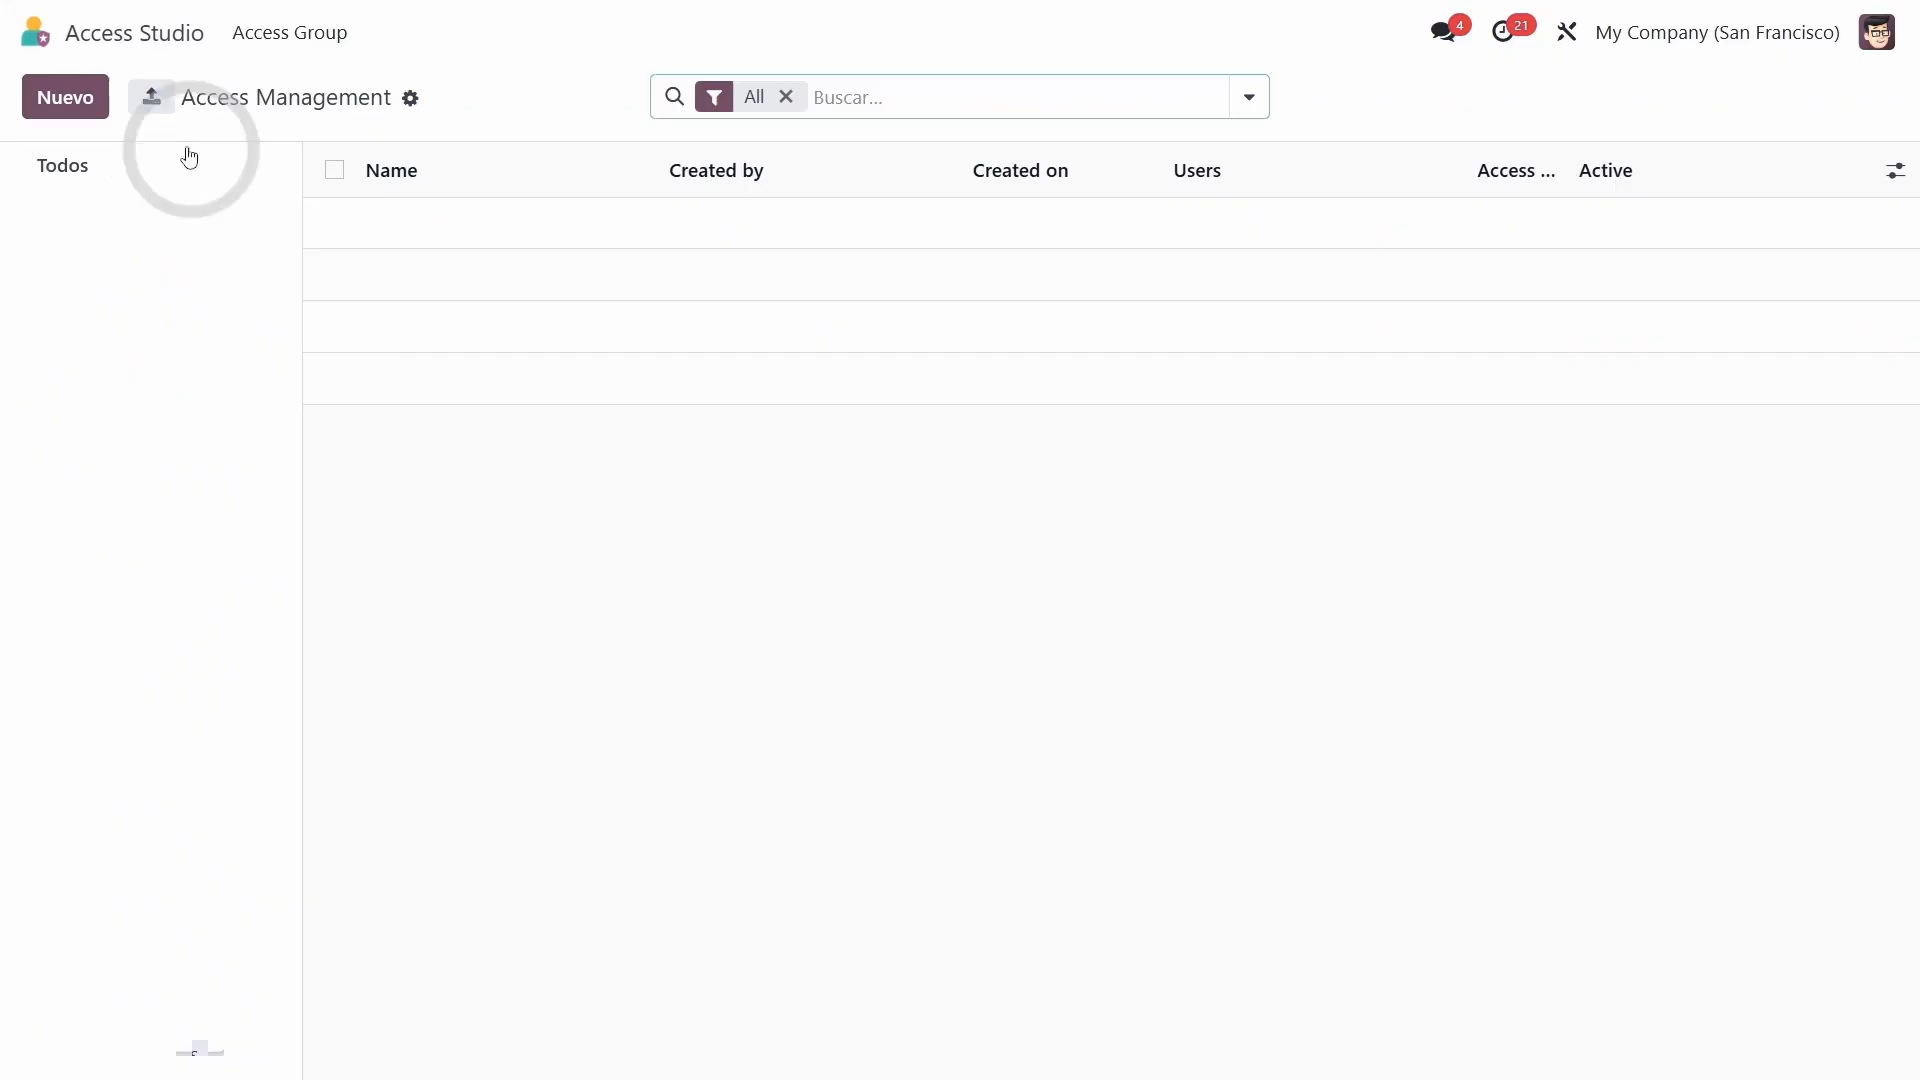 Access Studio Access Group
4 21 My Company (San Francisco)
Nuevo Access Management All Buscar...
Todos
Name Created by Created on Users Access ... Active